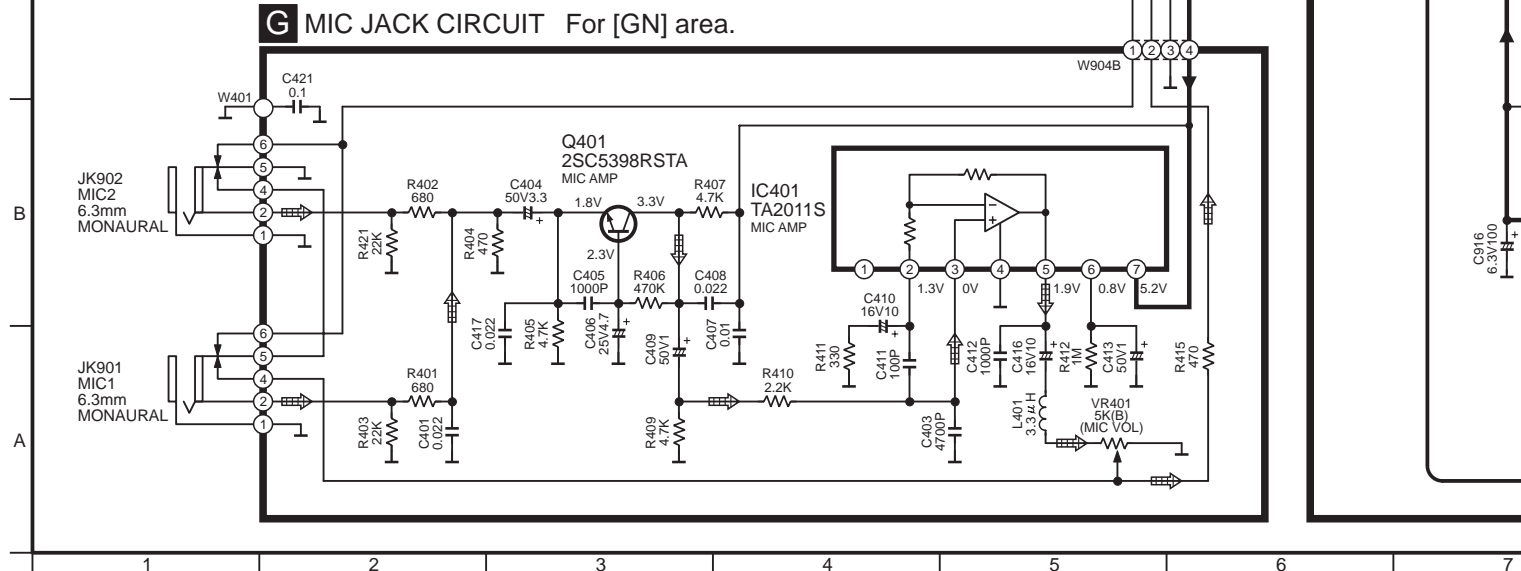 G MIC JACK CIRCUIT For [GN] area.
1 2 3 4
W904B
C421
0.1
W401
6
5
4
2
1
JK902
MIC2
6.3mm
MONAURAL
R402
680
R421
22K
R404
470
C404
50V3.3
+
Q401
2SC5398RSTA
MIC AMP
1.8V
3.3V
2.3V
R407
4.7K
IC401
TA2011S
MIC AMP
−
+
1 2 3 4 5 6 7
1.3V 0V 1.9V 0.8V 5.2V
C405
1000P
R406
470K
C408
0.022
C410
16V10
+
C916
6.3V100
+
B
B
6
5
4
2
1
JK901
MIC1
6.3mm
MONAURAL
C417
0.022
R405
4.7K
C406
25V4.7
+
C409
50V1
+
C407
0.01
R411
330
C411
100P
C412
1000P
C416
16V10
+
R412
1M
C413
50V1
+
R415
470
R401
680
R403
22K
C401
0.022
R409
4.7K
R410
2.2K
C403
4700P
L401
3.3μH
VR401
5K(B)
(MIC VOL)
A
A
1 2 3 4 5 6 7